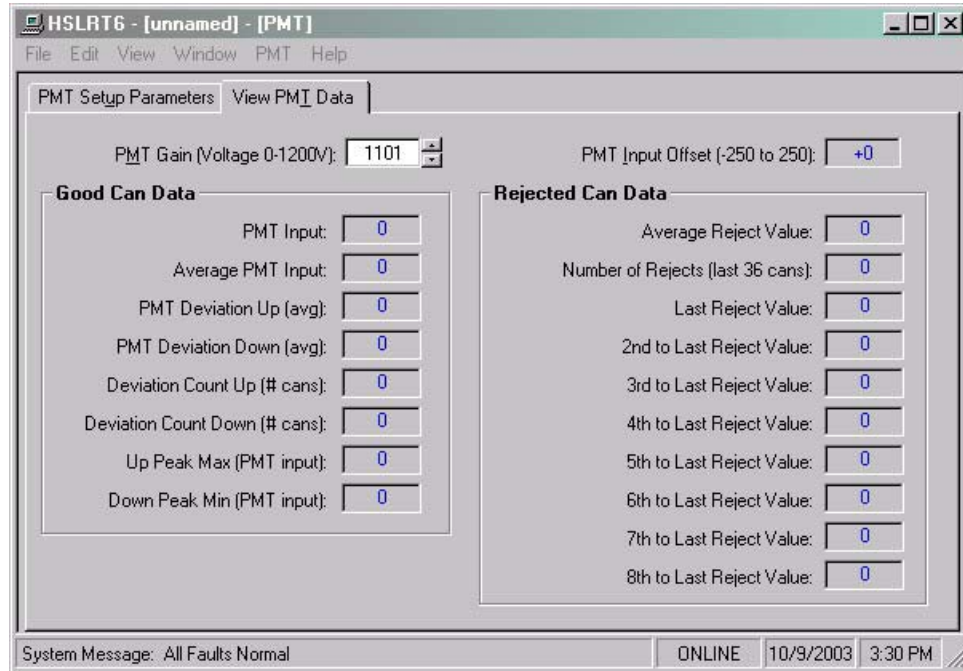 HSLRT6 - [unnamed] - [PMT]
File Edit View Window PMT Help
PMT Setup Parameters View PMT Data
PMT Gain (Voltage 0-1200V): 1101 PMT Input Offset (-250 to 250): +0
Good Can Data
PMT Input: 0
Average PMT Input: 0
PMT Deviation Up (avg): 0
PMT Deviation Down (avg): 0
Deviation Count Up (# cans): 0
Deviation Count Down (# cans): 0
Up Peak Max (PMT input): 0
Down Peak Min (PMT input): 0
Rejected Can Data
Average Reject Value: 0
Number of Rejects (last 36 cans): 0
Last Reject Value: 0
2nd to Last Reject Value: 0
3rd to Last Reject Value: 0
4th to Last Reject Value: 0
5th to Last Reject Value: 0
6th to Last Reject Value: 0
7th to Last Reject Value: 0
8th to Last Reject Value: 0
System Message: All Faults Normal ONLINE 10/9/2003 3:30 PM